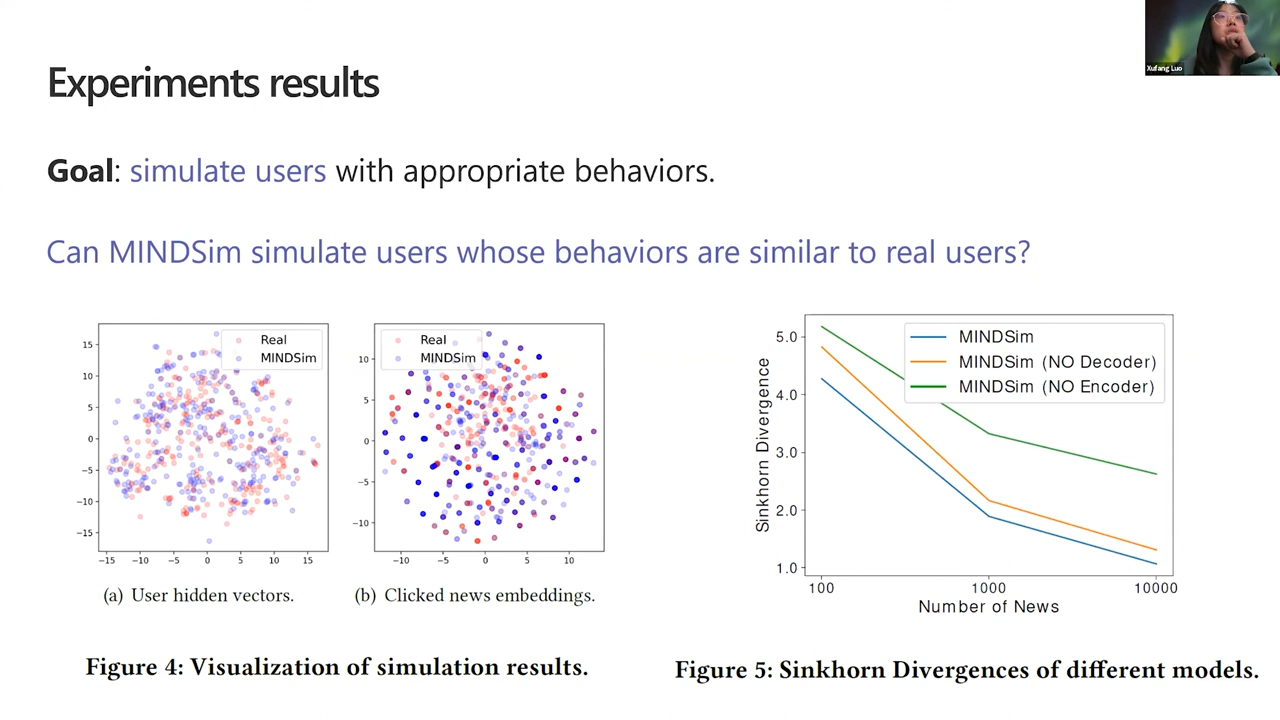 Xufang Luo
Experiments results
Goal: simulate users with appropriate behaviors.
Can MINDSim simulate users whose behaviors are similar to real users?
Real
MINDSim
15
10
5
0
−5
−10
−15
−15 −10 −5 0 5 10 15
(a) User hidden vectors.
Real
MINDSim
10
5
0
−5
−10
−10 −5 0 5 10
(b) Clicked news embeddings.
Figure 4: Visualization of simulation results.
MINDSim
MINDSim (NO Decoder)
MINDSim (NO Encoder)
Sinkhorn Divergence
5.0
4.0
3.0
2.0
1.0
100 1000 10000
Number of News
Figure 5: Sinkhorn Divergences of different models.